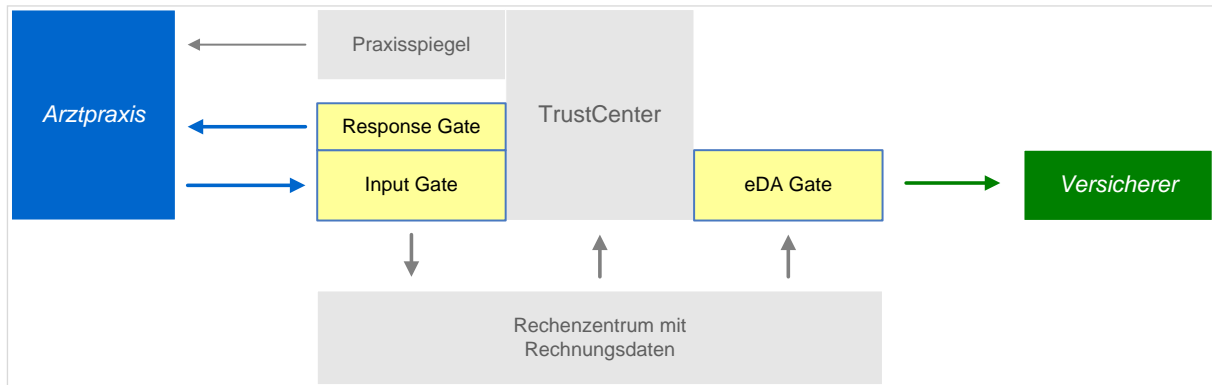 Praxisspiegel
Arztpraxis
TrustCenter
Response Gate
Input Gate
eDA Gate
Versicherer
Rechenzentrum mit
Rechnungsdaten